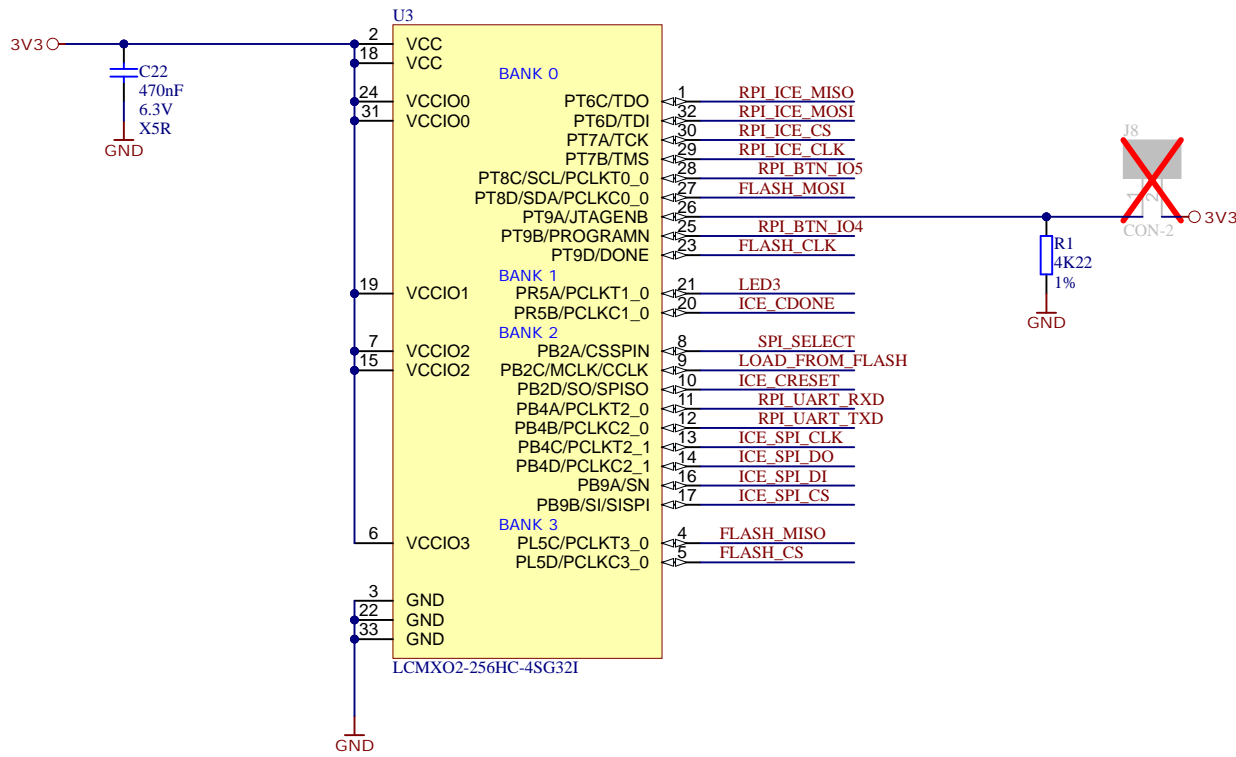 U3
3V3
C22
470nF
6.3V
X5R
GND
2 VCC
18 VCC
24 VCCIO0
31 VCCIO0
19 VCCIO1
7 VCCIO2
15 VCCIO2
6 VCCIO3
3 GND
22 GND
33 GND
GND
BANK 0
PT6C/TDO 1 RPI_ICE_MISO
PT6D/TDI 32 RPI_ICE_MOSI
PT7A/TCK 30 RPI_ICE_CS
PT7B/TMS 29 RPI_ICE_CLK
PT8C/SCL/PCLKT0_0 28 RPI_BTN_IO5
PT8D/SDA/PCLKC0_0 27 FLASH_MOSI
PT9A/JTAGENB 26
PT9B/PROGRAMN 25 RPI_BTN_IO4
PT9D/DONE 23 FLASH_CLK
BANK 1
PR5A/PCLKT1_0 21 LED3
PR5B/PCLKC1_0 20 ICE_CDONE
BANK 2
PB2A/CSSPIN 8 SPI_SELECT
PB2C/MCLK/CCLK 9 LOAD_FROM_FLASH
PB2D/SO/SPISO 10 ICE_CRESET
PB4A/PCLKT2_0 11 RPI_UART_RXD
PB4B/PCLKC2_0 12 RPI_UART_TXD
PB4C/PCLKT2_1 13 ICE_SPI_CLK
PB4D/PCLKC2_1 14 ICE_SPI_DO
PB9A/SN 16 ICE_SPI_DI
PB9B/SI/SISPI 17 ICE_SPI_CS
BANK 3
PL5C/PCLKT3_0 4 FLASH_MISO
PL5D/PCLKC3_0 5 FLASH_CS
LCMXO2-256HC-4SG32I
J8
1
2
CON-2
3V3
R1
4K22
1%
GND